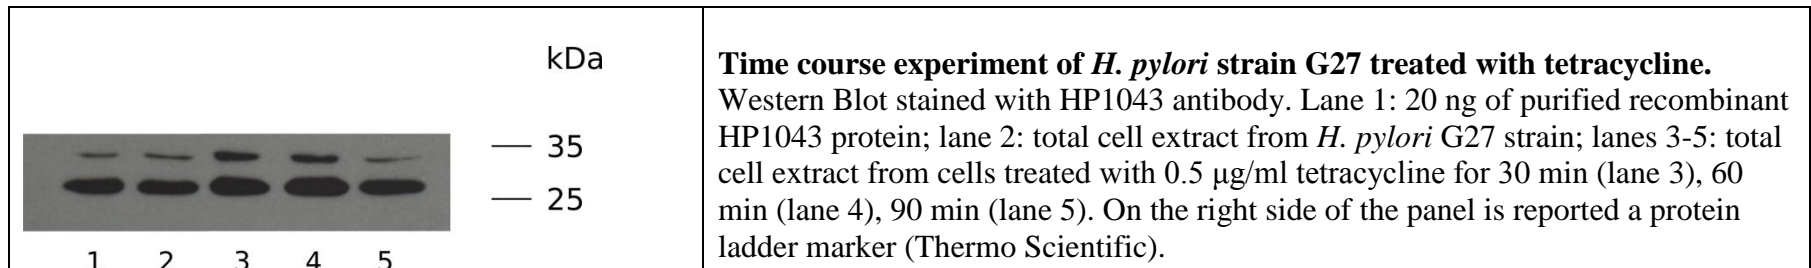 kDa
35
25
1 2 3 4 5
Time course experiment of H. pylori strain G27 treated with tetracycline.
Western Blot stained with HP1043 antibody. Lane 1: 20 ng of purified recombinant
HP1043 protein; lane 2: total cell extract from H. pylori G27 strain; lanes 3-5: total
cell extract from cells treated with 0.5 μg/ml tetracycline for 30 min (lane 3), 60
min (lane 4), 90 min (lane 5). On the right side of the panel is reported a protein
ladder marker (Thermo Scientific).